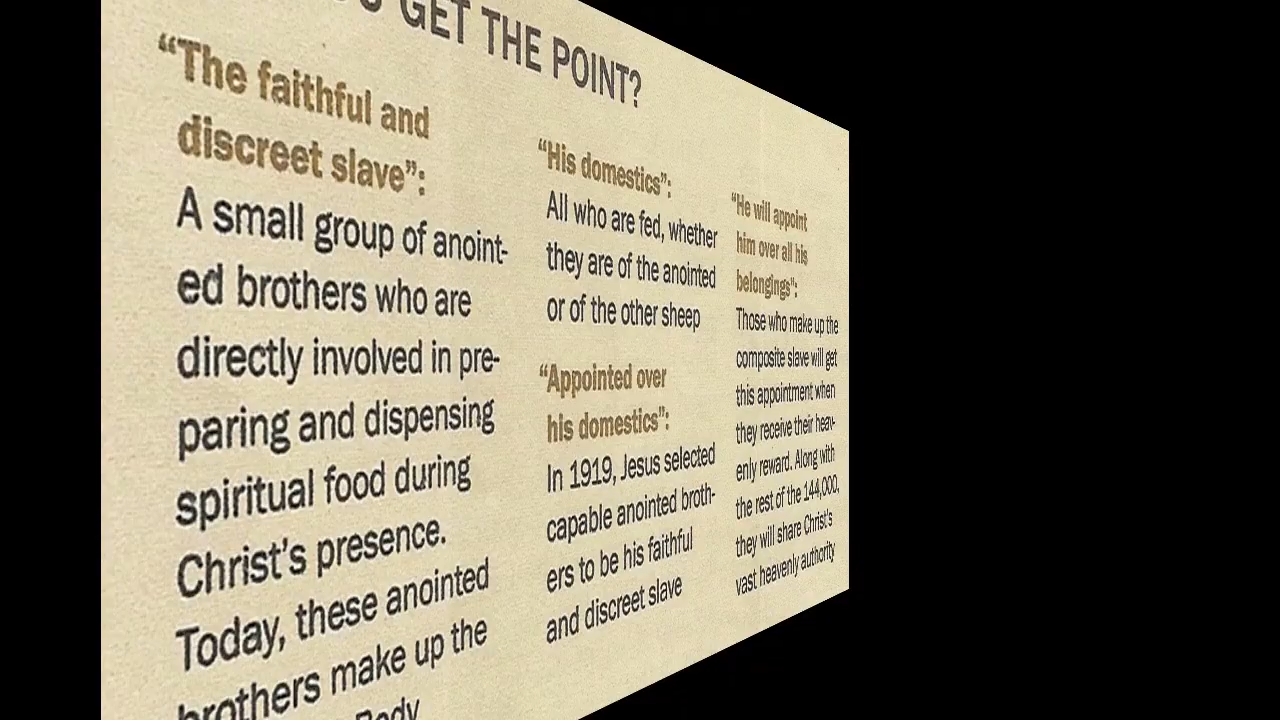 GET THE POINT?
“The faithful and
discreet slave”:
A small group of anoint-
ed brothers who are
directly involved in pre-
paring and dispensing
spiritual food during
Christ’s presence.
Today, these anointed
brothers make up the
Body
“His domestics”:
All who are fed, whether
they are of the anointed
or of the other sheep
“Appointed over
his domestics”:
In 1919, Jesus selected
capable anointed broth-
ers to be his faithful
and discreet slave
“He will appoint
him over all his
belongings”:
Those who make up the
composite slave will get
this appointment when
they receive their heav-
enly reward. Along with
the rest of the 144,000,
they will share Christ’s
vast heavenly authority